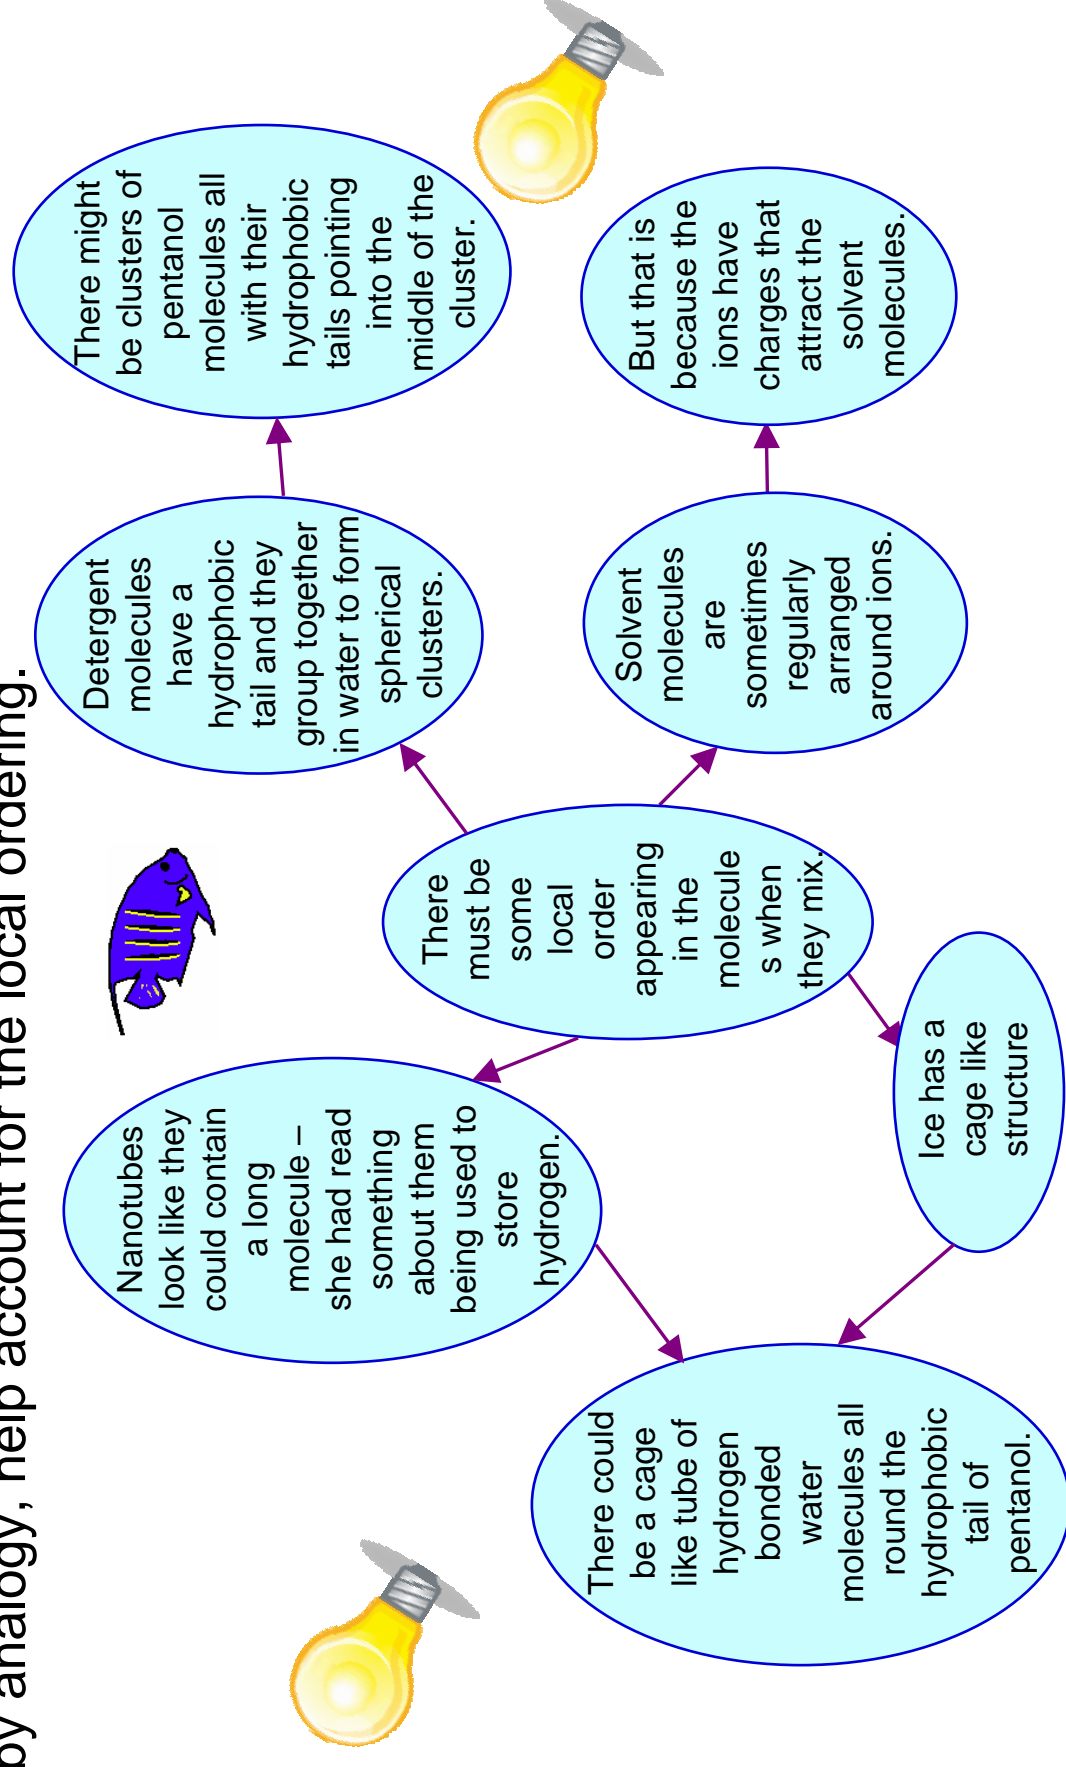 by analogy, help account for the local ordering.
There could
be a cage
like tube of
hydrogen
bonded
water
molecules all
round the
hydrophobic
tail of
pentanol.
Nanotubes
look like they
could contain
a long
molecule –
she had read
something
about them
being used to
store
hydrogen.
Ice has a
cage like
structure
There
must be
some
local
order
appearing
in the
molecule
s when
they mix.
Detergent
molecules
have a
hydrophobic
tail and they
group together
in water to form
spherical
clusters.
Solvent
molecules
are
sometimes
regularly
arranged
around ions.
There might
be clusters of
pentanol
molecules all
with their
hydrophobic
tails pointing
into the
middle of the
cluster.
But that is
because the
ions have
charges that
attract the
solvent
molecules.